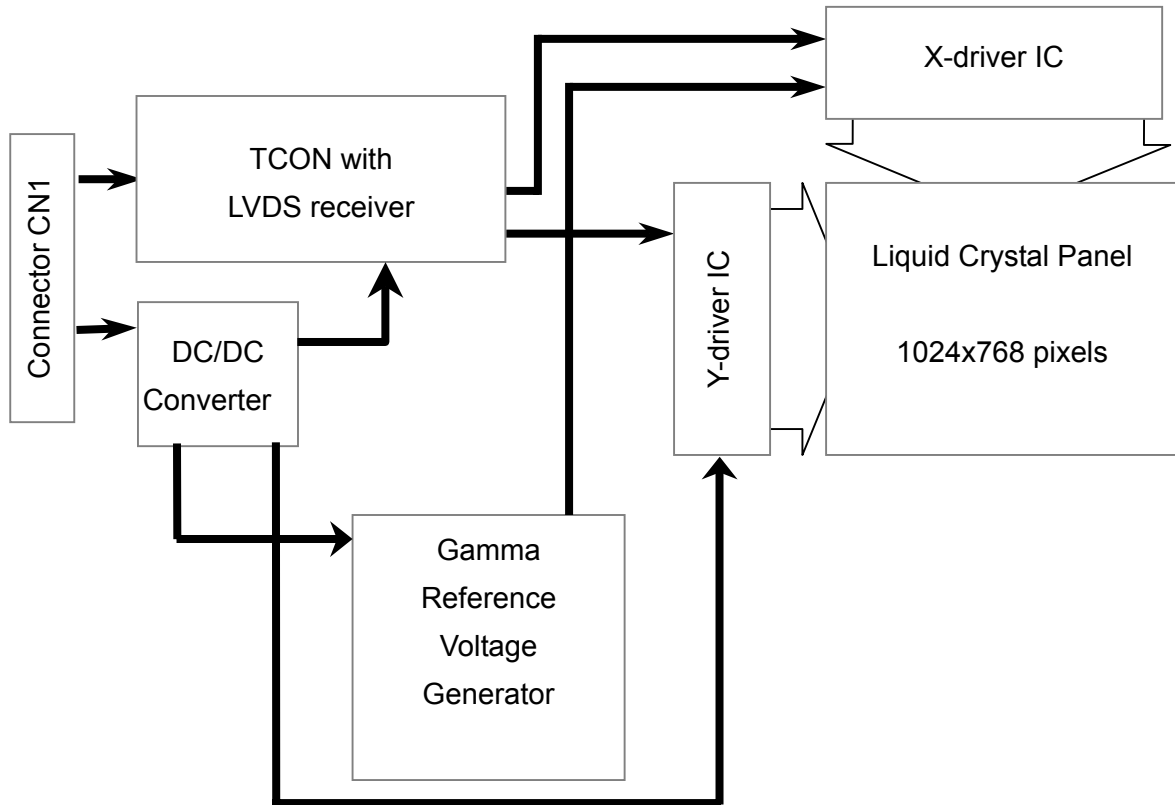 X-driver IC
TCON with
LVDS receiver
Connector CN1
Liquid Crystal Panel
1024x768 pixels
Y-driver IC
DC/DC
Converter
Gamma
Reference
Voltage
Generator